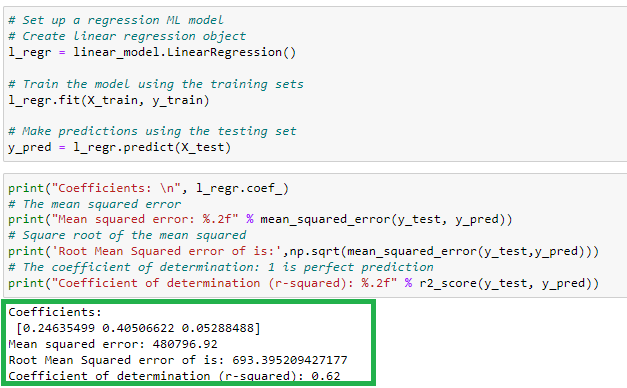 # Set up a regression ML model
# Create linear regression object
l_regr = linear_model.LinearRegression()
# Train the model using the training sets
l_regr.fit(X_train, y_train)
# Make predictions using the testing set
y_pred = l_regr.predict(X_test)
print("Coefficients: \n", l_regr.coef_)
# The mean squared error
print("Mean squared error: %.2f" % mean_squared_error(y_test, y_pred))
# Square root of the mean squared
print('Root Mean Squared error of is:',np.sqrt(mean_squared_error(y_test,y_pred)))
# The coefficient of determination: 1 is perfect prediction
print("Coefficient of determination (r-squared): %.2f" % r2_score(y_test, y_pred))
Coefficients:
[0.24635499 0.40506622 0.05288488]
Mean squared error: 480796.92
Root Mean Squared error of is: 693.395209427177
Coefficient of determination (r-squared): 0.62